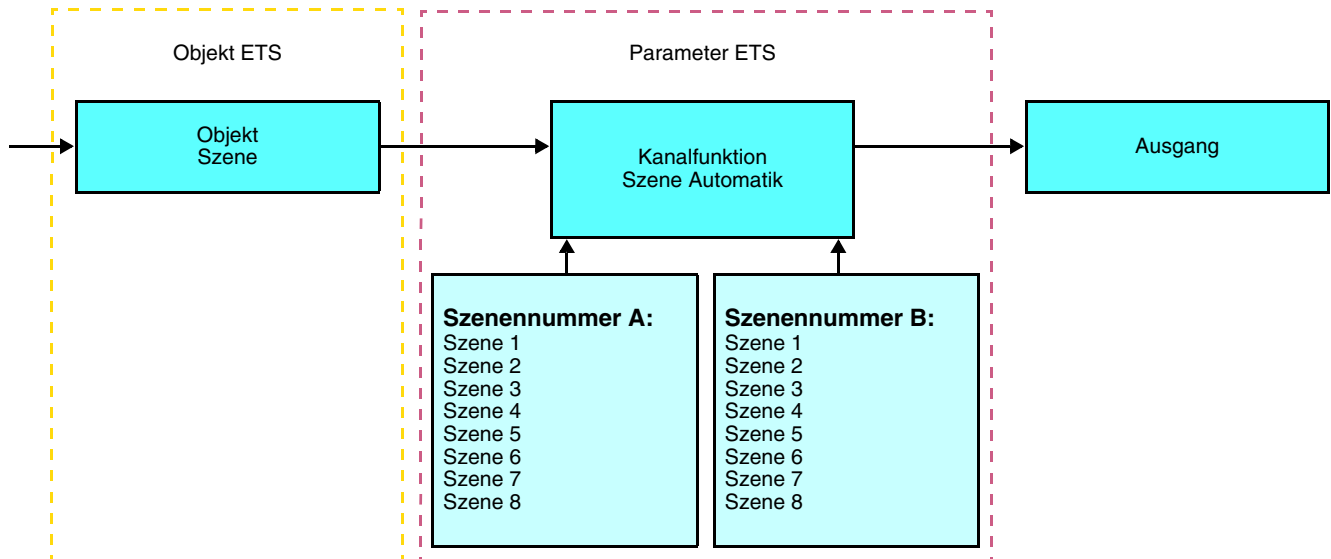 Objekt ETS
Parameter ETS
Objekt
Szene
Kanalfunktion
Szene Automatik
Ausgang
Szenennummer A:
Szene 1
Szene 2
Szene 3
Szene 4
Szene 5
Szene 6
Szene 7
Szene 8
Szenennummer B:
Szene 1
Szene 2
Szene 3
Szene 4
Szene 5
Szene 6
Szene 7
Szene 8